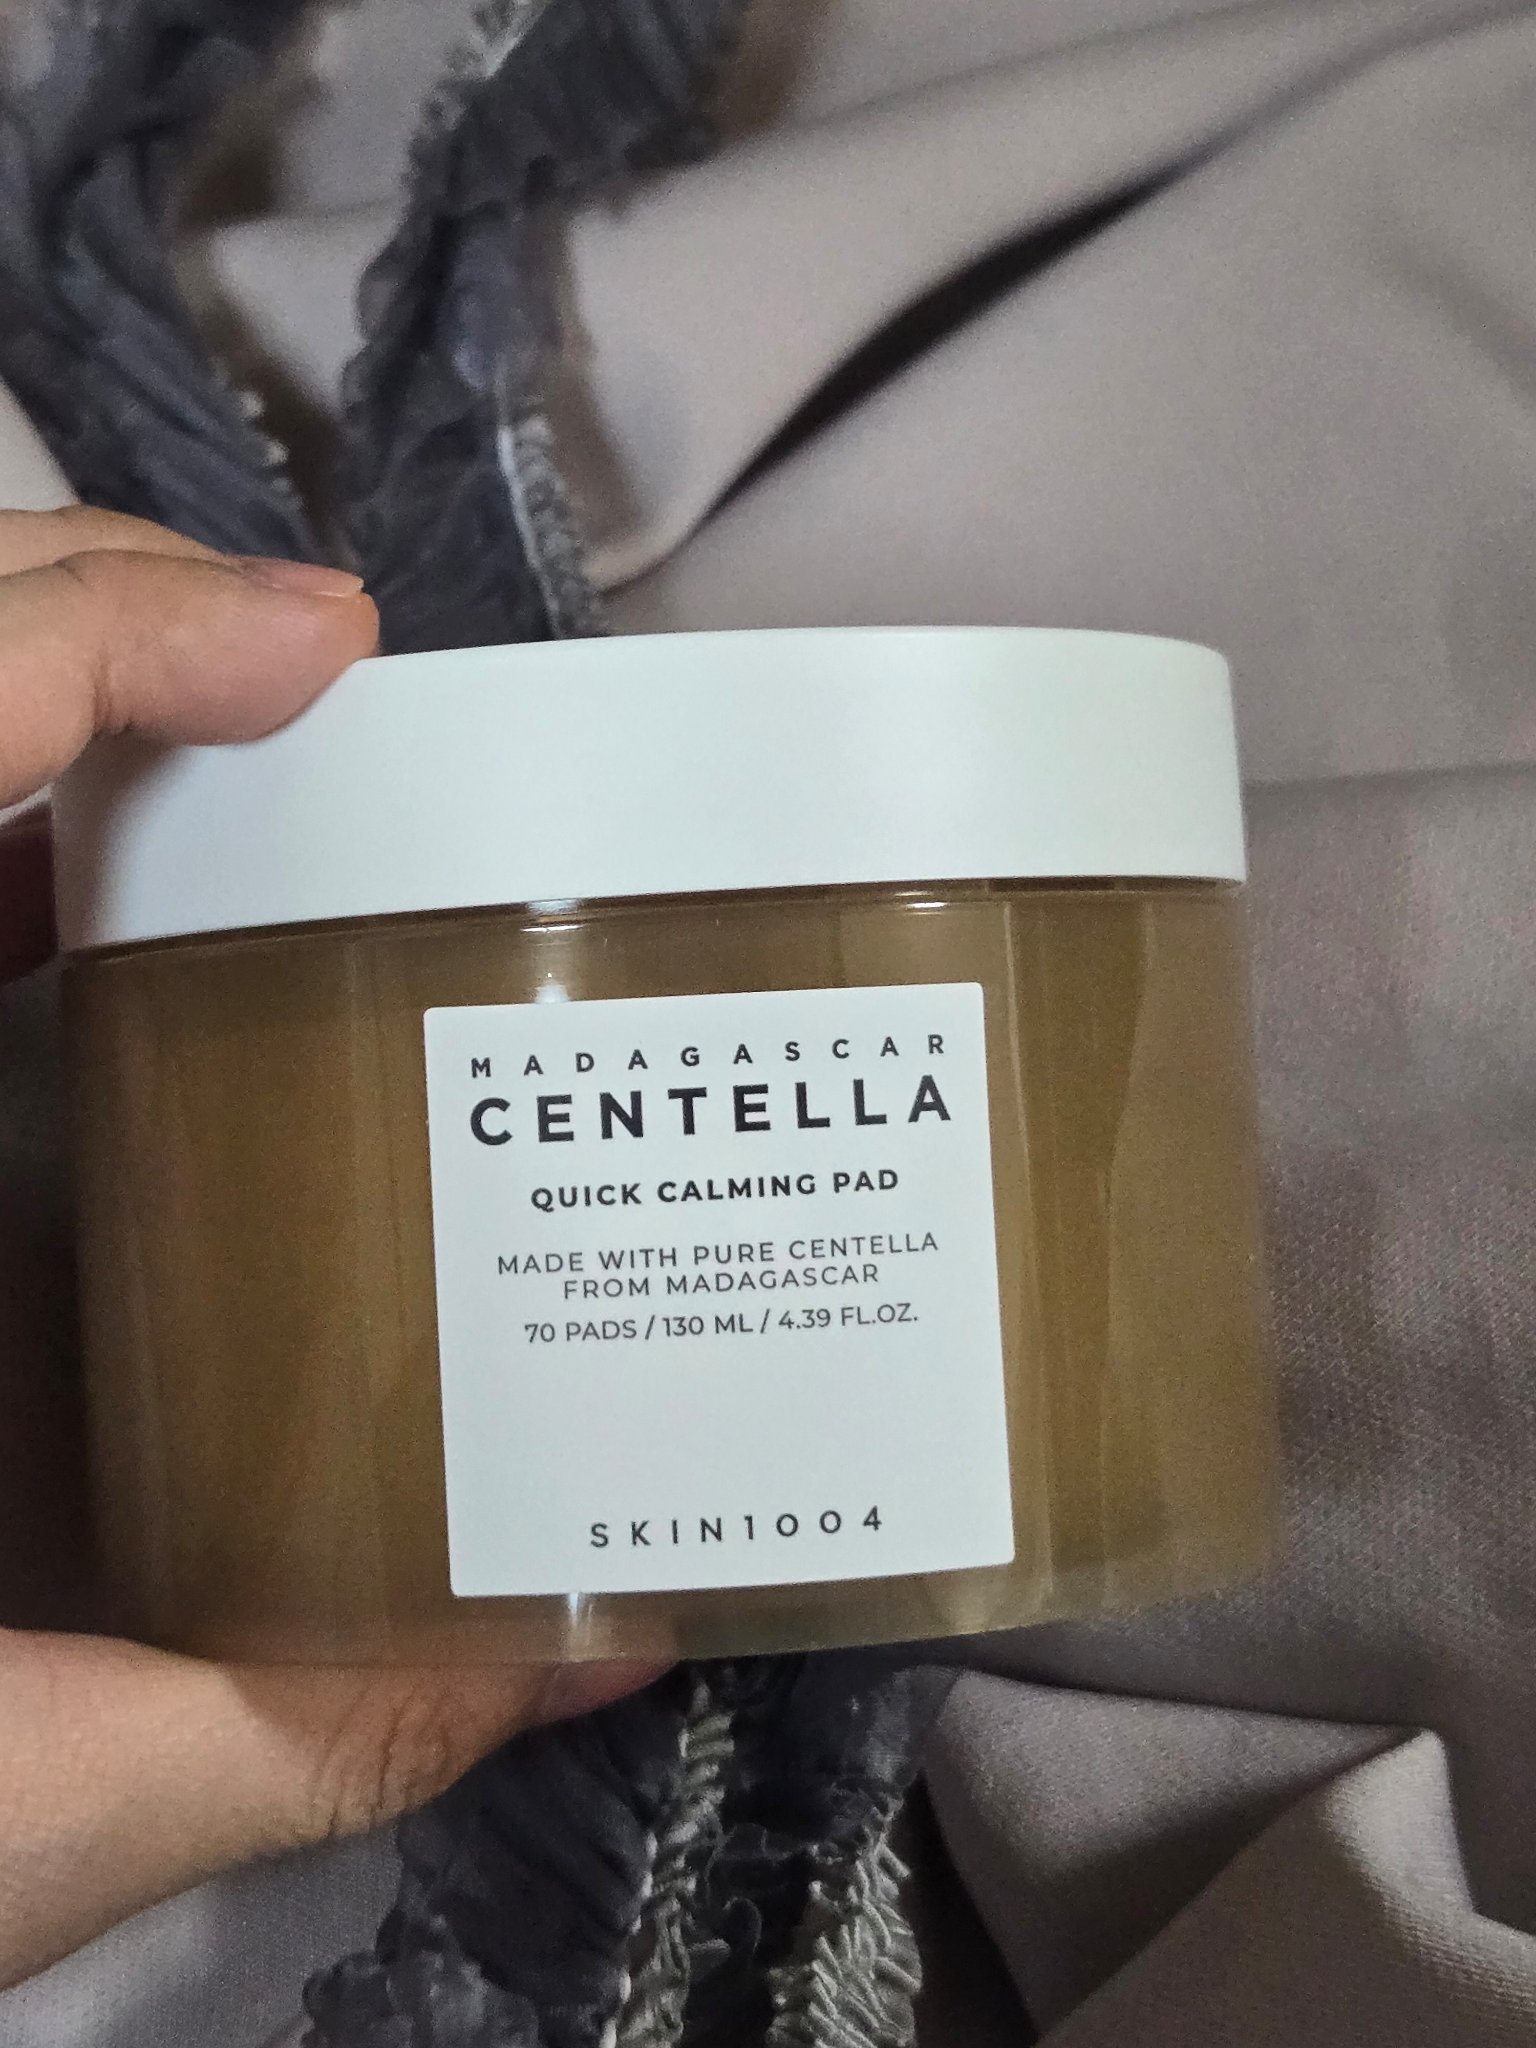 MADAGASCAR
CENTELLA
QUICK CALMING PAD
MADE WITH PURE CENTELLA
FROM MADAGASCAR
70 PADS / 130 ML / 4.39 FL.OZ.
SKIN1004